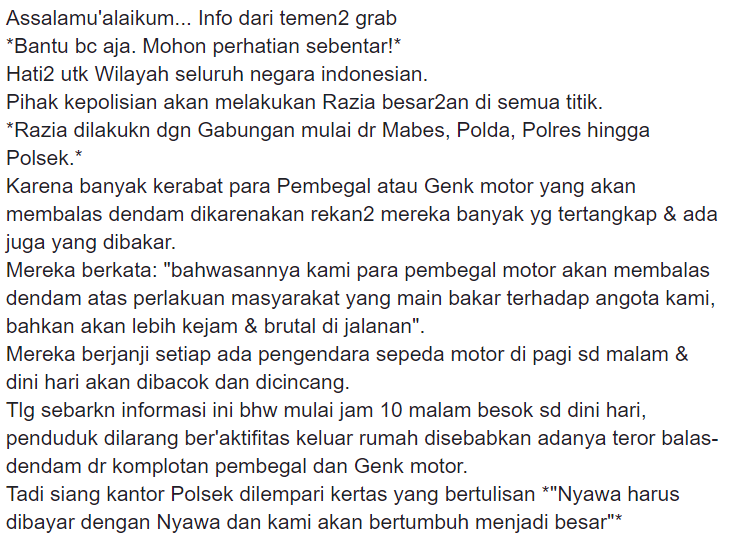 Assalamu'alaikum... Info dari temen2 grab
*Bantu bc aja. Mohon perhatian sebentar!*
Hati2 utk Wilayah seluruh negara indonesian.
Pihak kepolisian akan melakukan Razia besar2an di semua titik.
*Razia dilakukn dgn Gabungan mulai dr Mabes, Polda, Polres hingga
Polsek.*
Karena banyak kerabat para Pembegal atau Genk motor yang akan
membalas dendam dikarenakan rekan2 mereka banyak yg tertangkap & ada
juga yang dibakar.
Mereka berkata: "bahwasannya kami para pembegal motor akan membalas
dendam atas perlakuan masyarakat yang main bakar terhadap angota kami,
bahkan akan lebih kejam & brutal di jalanan".
Mereka berjanji setiap ada pengendara sepeda motor di pagi sd malam &
dini hari akan dibacok dan dicincang.
Tlg sebarkn informasi ini bhw mulai jam 10 malam besok sd dini hari,
penduduk dilarang ber'aktifitas keluar rumah disebabkan adanya teror balas-
dendam dr komplotan pembegal dan Genk motor.
Tadi siang kantor Polsek dilempari kertas yang bertulisan *"Nyawa harus
dibayar dengan Nyawa dan kami akan bertumbuh menjadi besar"*